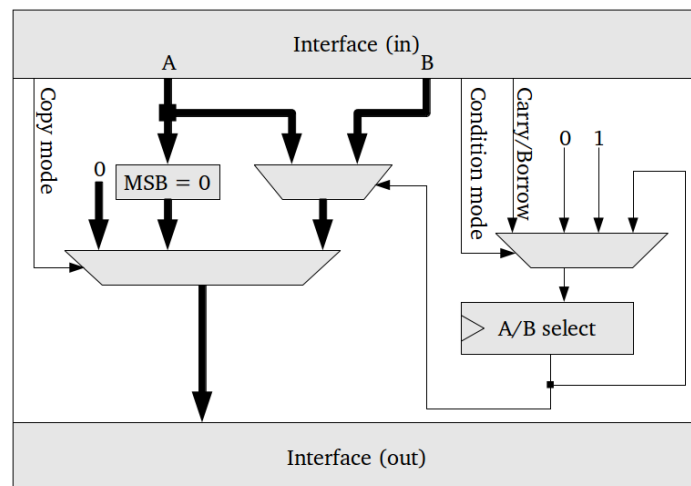 Interface (in)
A
B
Copy mode
Condition mode
Carry/Borrow
0
1
0
MSB = 0
A/B select
Interface (out)